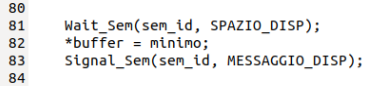 80
81 Wait_Sem(sem_id, SPAZIO_DISP);
82 *buffer = minimo;
83 Signal_Sem(sem_id, MESSAGGIO_DISP);
84